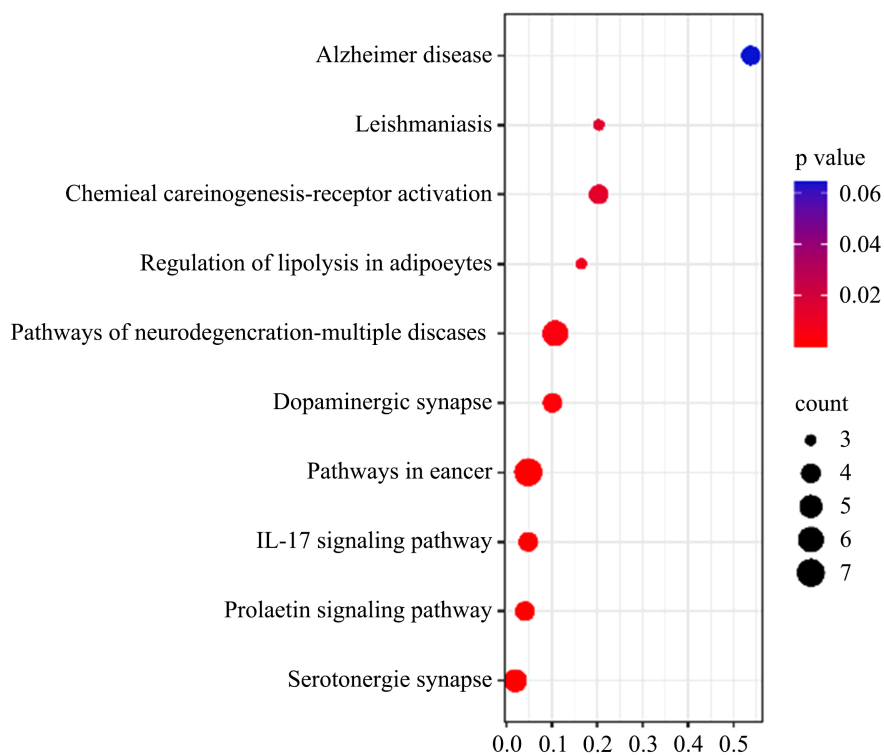 Alzheimer disease
Leishmaniasis
Chemieal careinogenesis-receptor activation
Regulation of lipolysis in adipoeytes
Pathways of neurodegencration-multiple discases
Dopaminergic synapse
Pathways in eancer
IL-17 signaling pathway
Prolaetin signaling pathway
Serotonergie synapse
0.0 0.1 0.2 0.3 0.4 0.5
p value
0.06
0.04
0.02
count
3
4
5
6
7